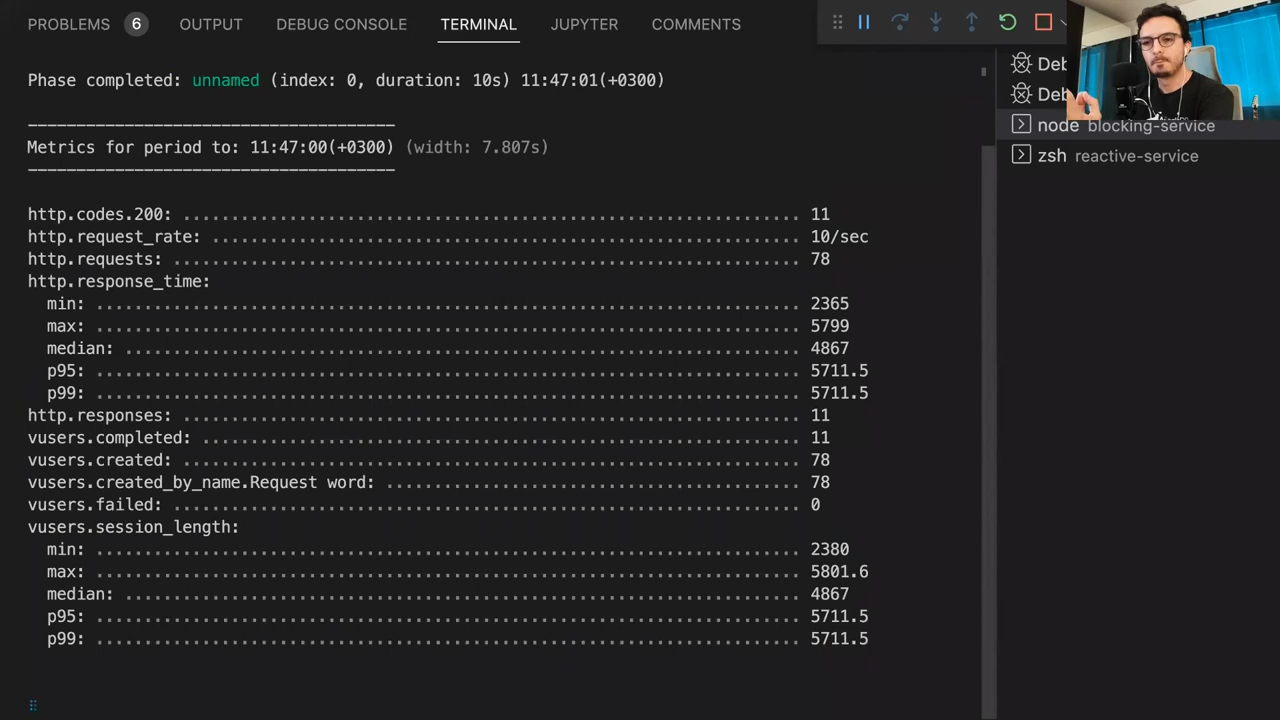 PROBLEMS 6 OUTPUT DEBUG CONSOLE TERMINAL JUPYTER COMMENTS
Phase completed: unnamed (index: 0, duration: 10s) 11:47:01(+0300)
--------------------------------------
Metrics for period to: 11:47:00(+0300) (width: 7.807s)
--------------------------------------
http.codes.200: ................................................................ 11
http.request_rate: ............................................................. 10/sec
http.requests: ................................................................. 78
http.response_time:
min: ......................................................................... 2365
max: ......................................................................... 5799
median: ...................................................................... 4867
p95: ......................................................................... 5711.5
p99: ......................................................................... 5711.5
http.responses: ................................................................ 11
vusers.completed: .............................................................. 11
vusers.created: ................................................................ 78
vusers.created_by_name.Request word: ........................................... 78
vusers.failed: ................................................................. 0
vusers.session_length:
min: ......................................................................... 2380
max: ......................................................................... 5801.6
median: ...................................................................... 4867
p95: ......................................................................... 5711.5
p99: ......................................................................... 5711.5
Deb
Deb
node blocking-service
zsh reactive-service